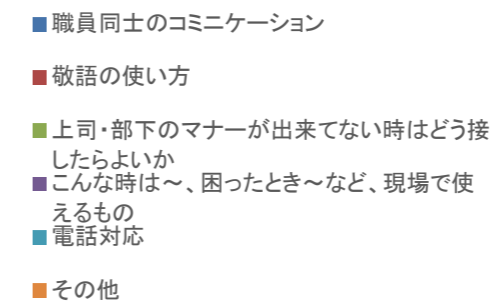 職員同士のコミニケーション
敬語の使い方
上司・部下のマナーが出来てない時はどう接
したらよいか
こんな時は～、困ったとき～など、現場で使
えるもの
電話対応
その他